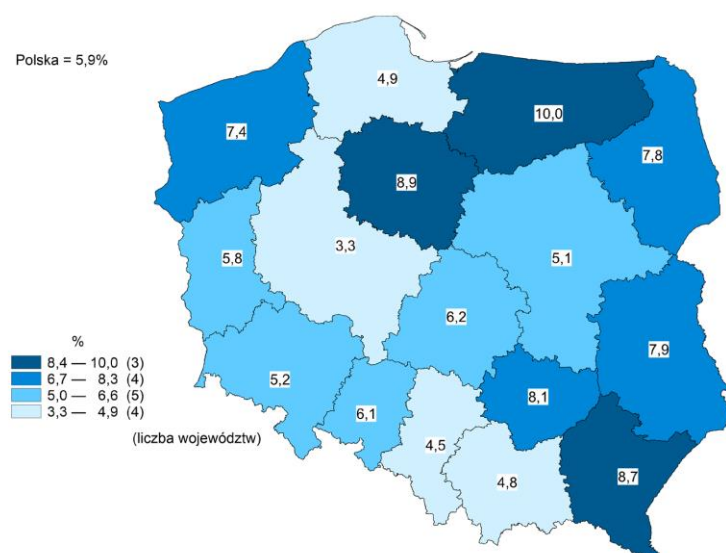 Polska = 5,9%
4,9
10,0
7,4
7,8
8,9
3,3
5,8
5,1
6,2
7,9
5,2
8,1
6,1
4,5
4,8
8,7
%
8,4 — 10,0 (3)
6,7 — 8,3 (4)
5,0 — 6,6 (5)
3,3 — 4,9 (4)
(liczba województw)